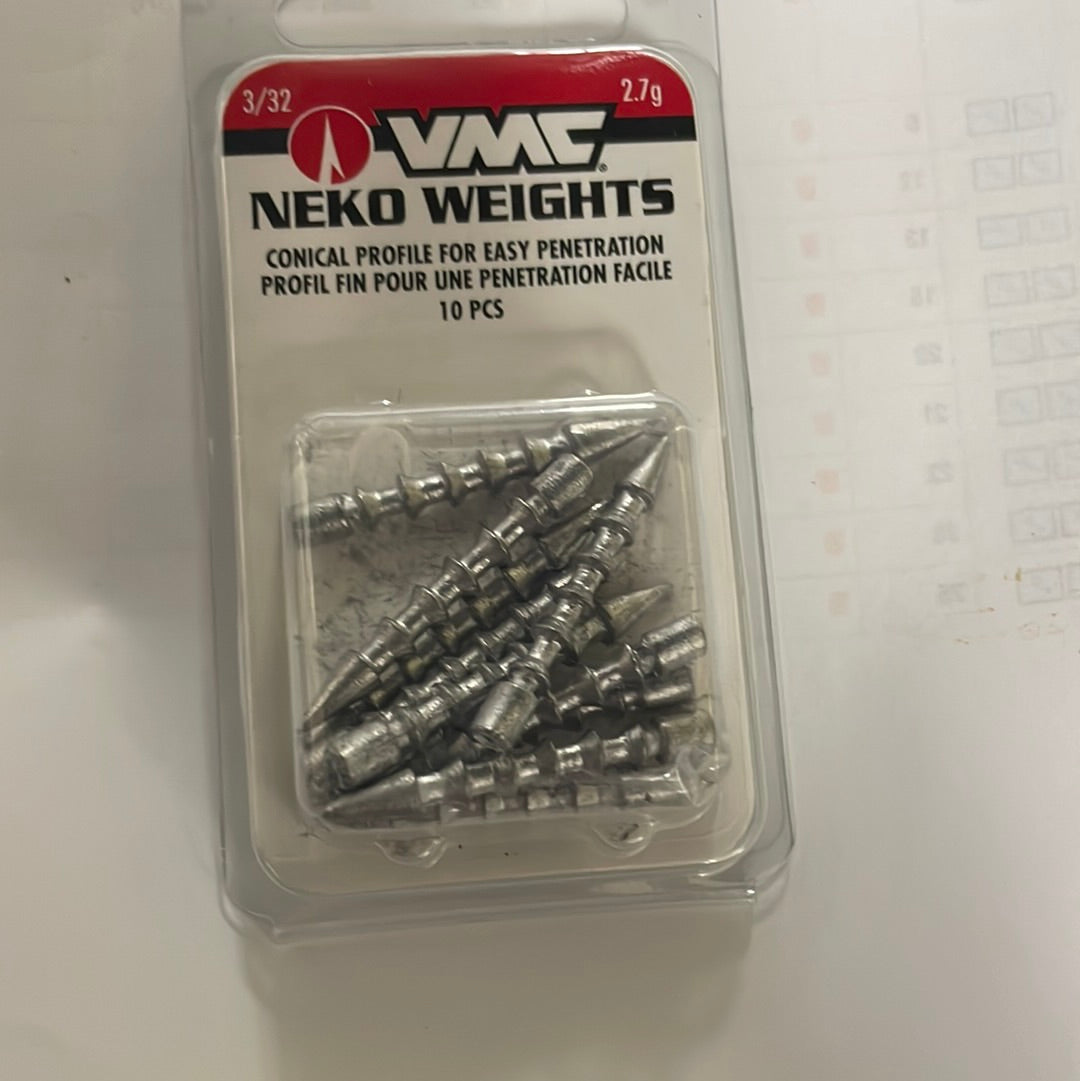 3/32
2.7g
VMC
NEKO WEIGHTS
CONICAL PROFILE FOR EASY PENETRATION
PROFIL FIN POUR UNE PENETRATION FACILE
10 PCS